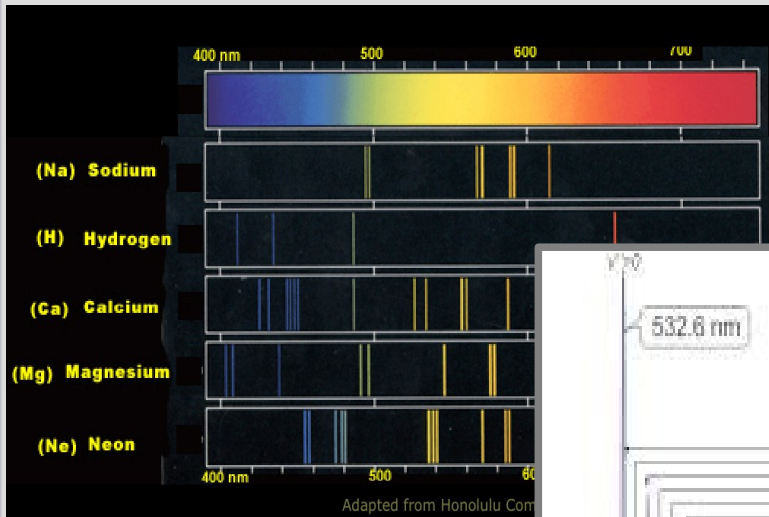 400 nm 500 600 700
(Na) Sodium
(H) Hydrogen
(Ca) Calcium
(Mg) Magnesium
(Ne) Neon
400 nm 500
Adapted from Honolulu Com
532.6 nm